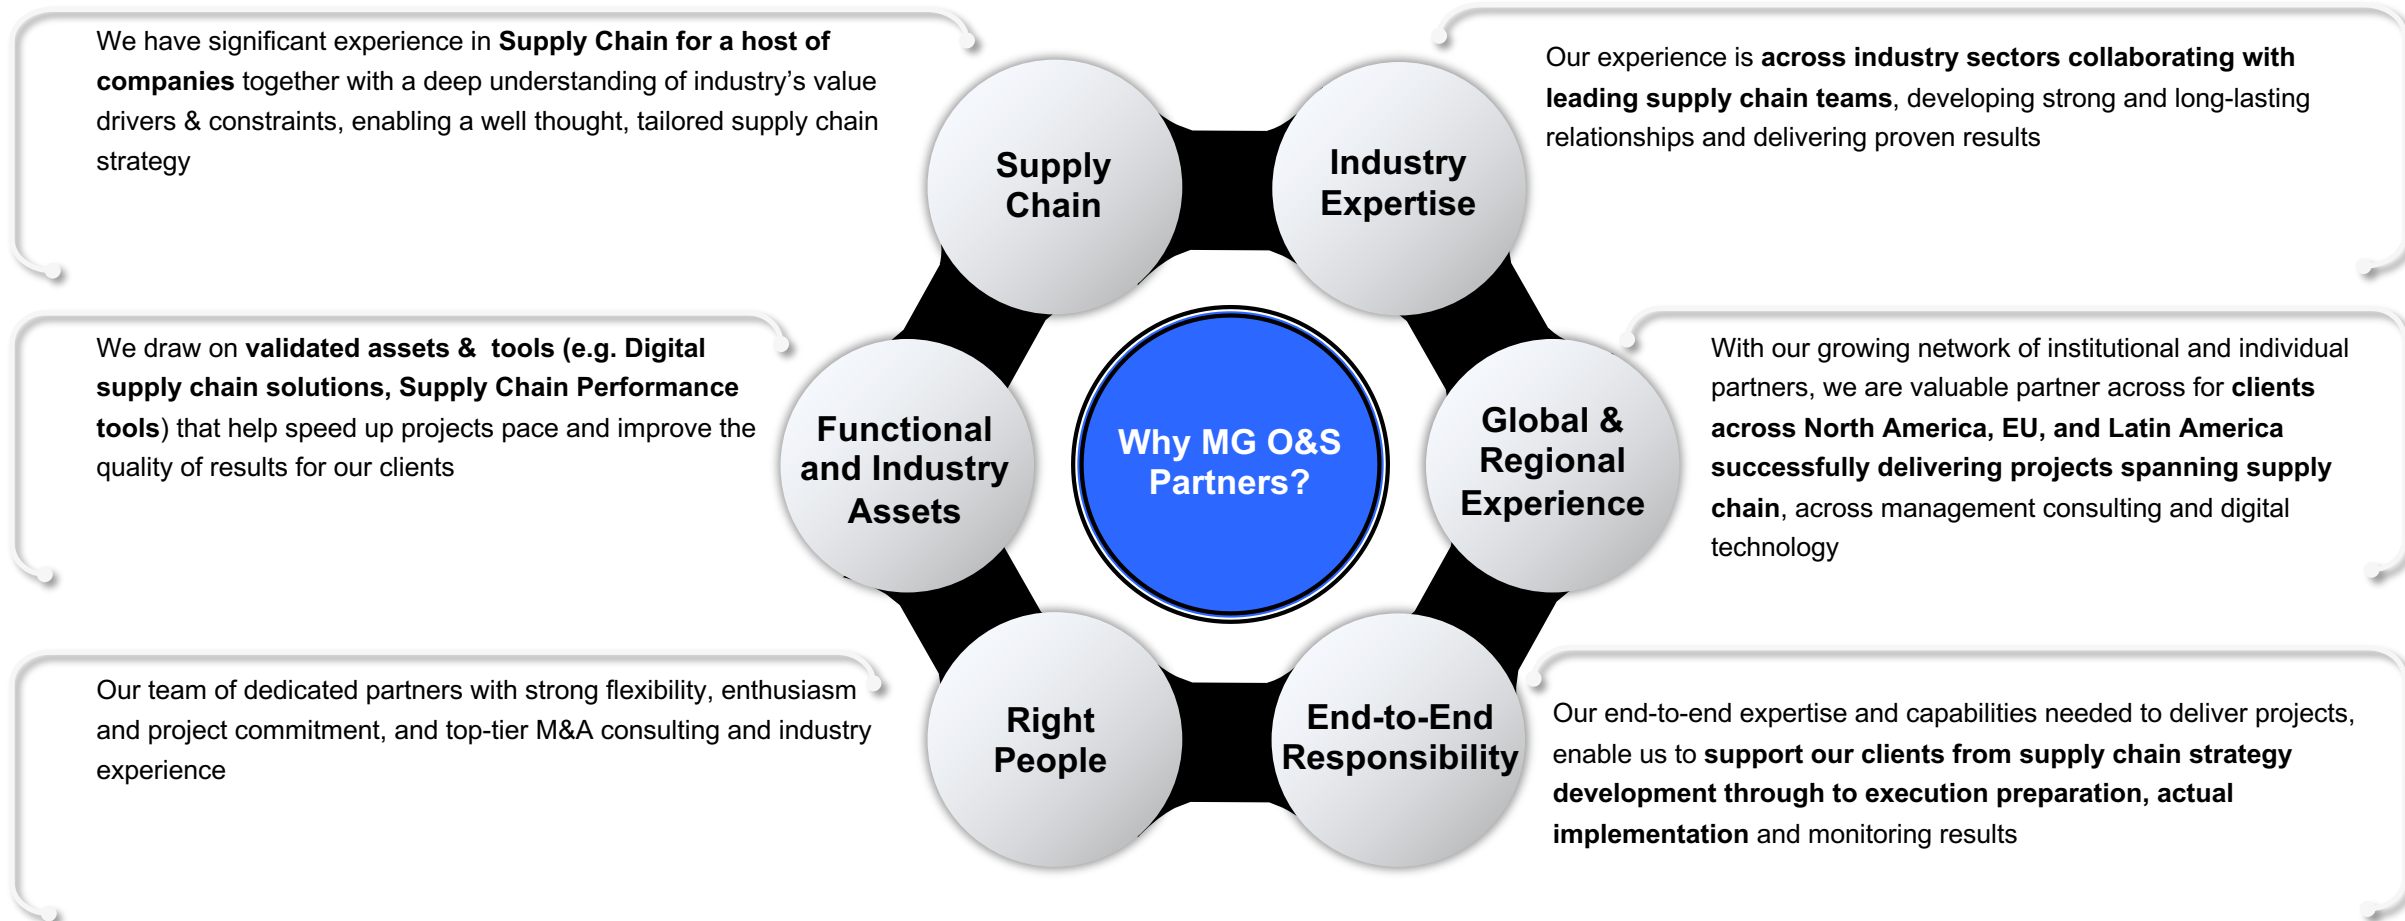 We have significant experience in Supply Chain for a host of
companies together with a deep understanding of industry’s value
drivers & constraints, enabling a well thought, tailored supply chain
strategy
Supply
Chain
Industry
Expertise
Our experience is across industry sectors collaborating with
leading supply chain teams, developing strong and long-lasting
relationships and delivering proven results
We draw on validated assets &  tools (e.g. Digital
supply chain solutions, Supply Chain Performance
tools) that help speed up projects pace and improve the
quality of results for our clients
Functional
and Industry
Assets
Why MG O&S
Partners?
Global &
Regional
Experience
With our growing network of institutional and individual
partners, we are valuable partner across for clients
across North America, EU, and Latin America
successfully delivering projects spanning supply
chain, across management consulting and digital
technology
Our team of dedicated partners with strong flexibility, enthusiasm
and project commitment, and top-tier M&A consulting and industry
experience
Right
People
End-to-End
Responsibility
Our end-to-end expertise and capabilities needed to deliver projects,
enable us to support our clients from supply chain strategy
development through to execution preparation, actual
implementation and monitoring results